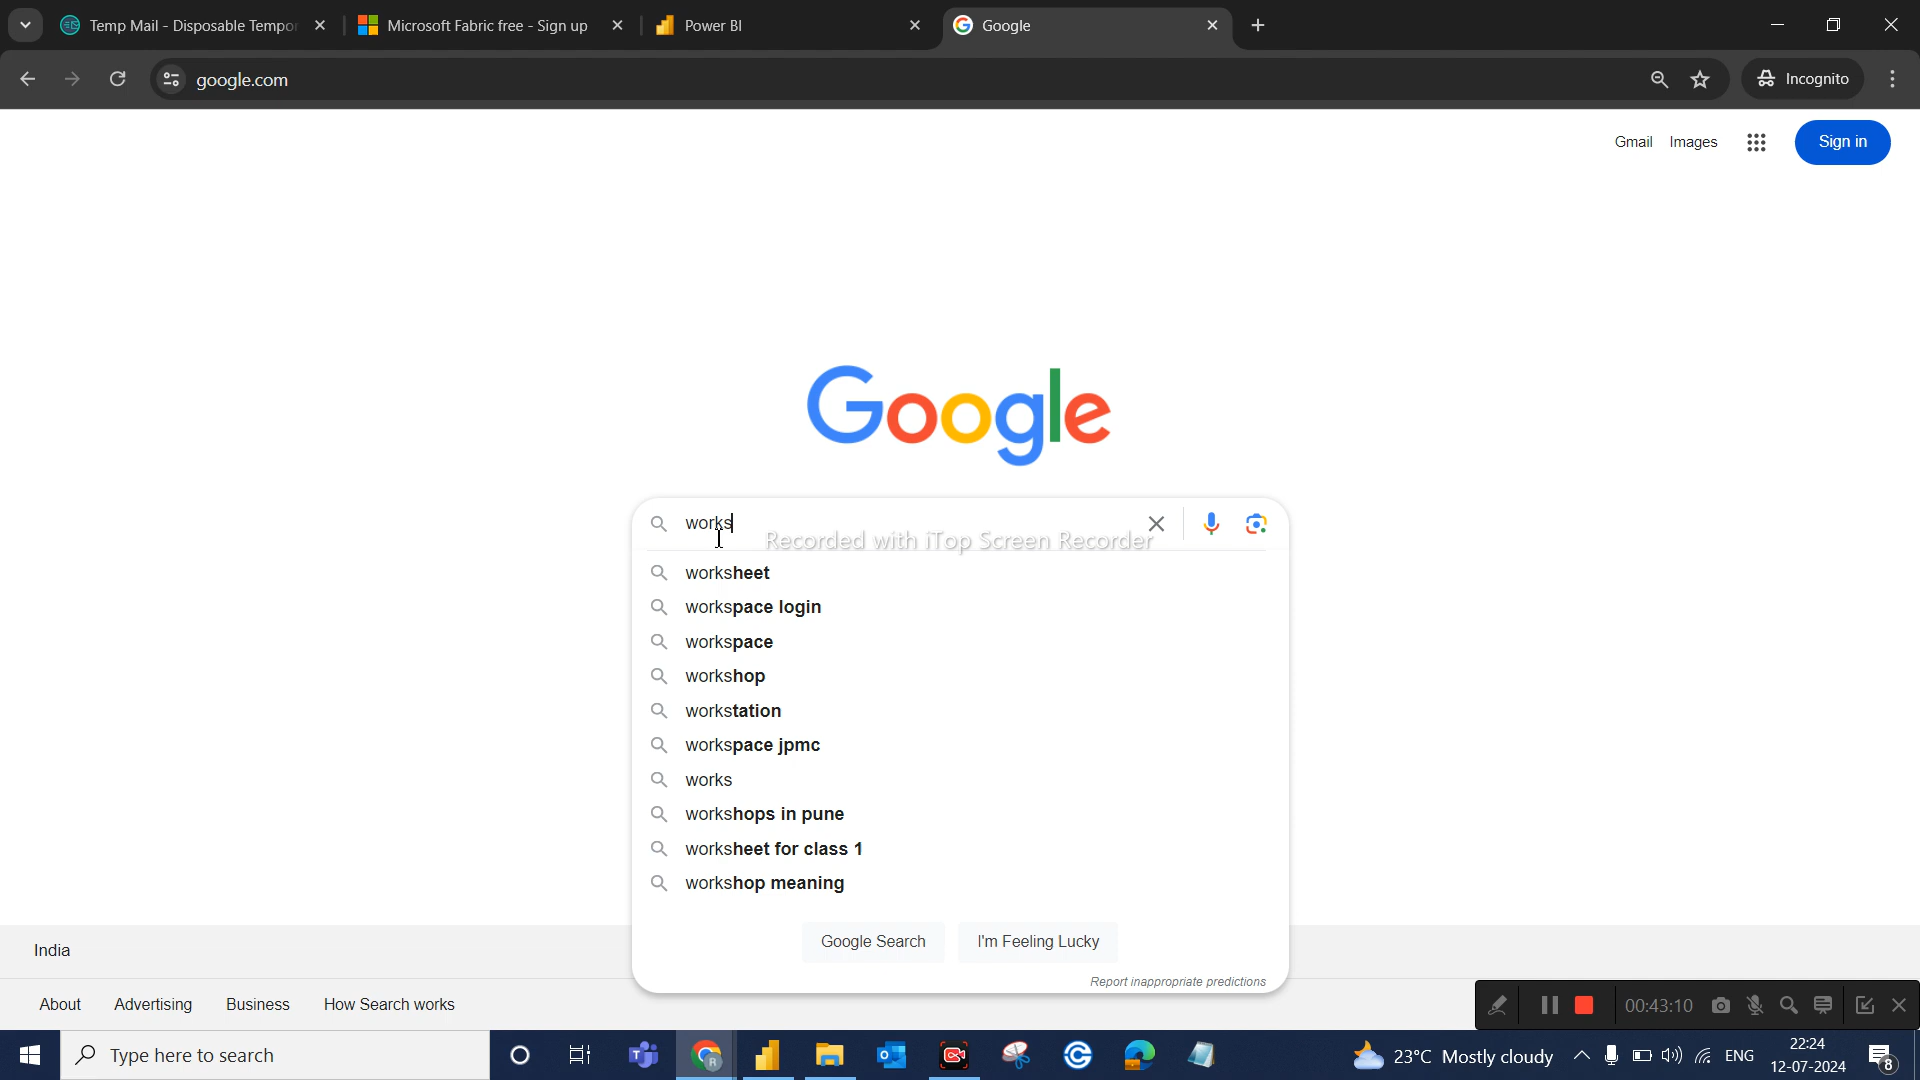 Temp Mail - Disposable Tempor
Microsoft Fabric free - Sign up
Power BI
Google
google.com
Incognito
Gmail
Images
Sign in
Google
works
Recorded with iTop Screen Recorder
worksheet
workspace login
workspace
workshop
workstation
workspace jpmc
works
workshops in pune
worksheet for class 1
workshop meaning
Google Search
I'm Feeling Lucky
Report inappropriate predictions
India
About
Advertising
Business
How Search works
00:43:10
Type here to search
23°C Mostly cloudy
ENG
22:24
12-07-2024
8